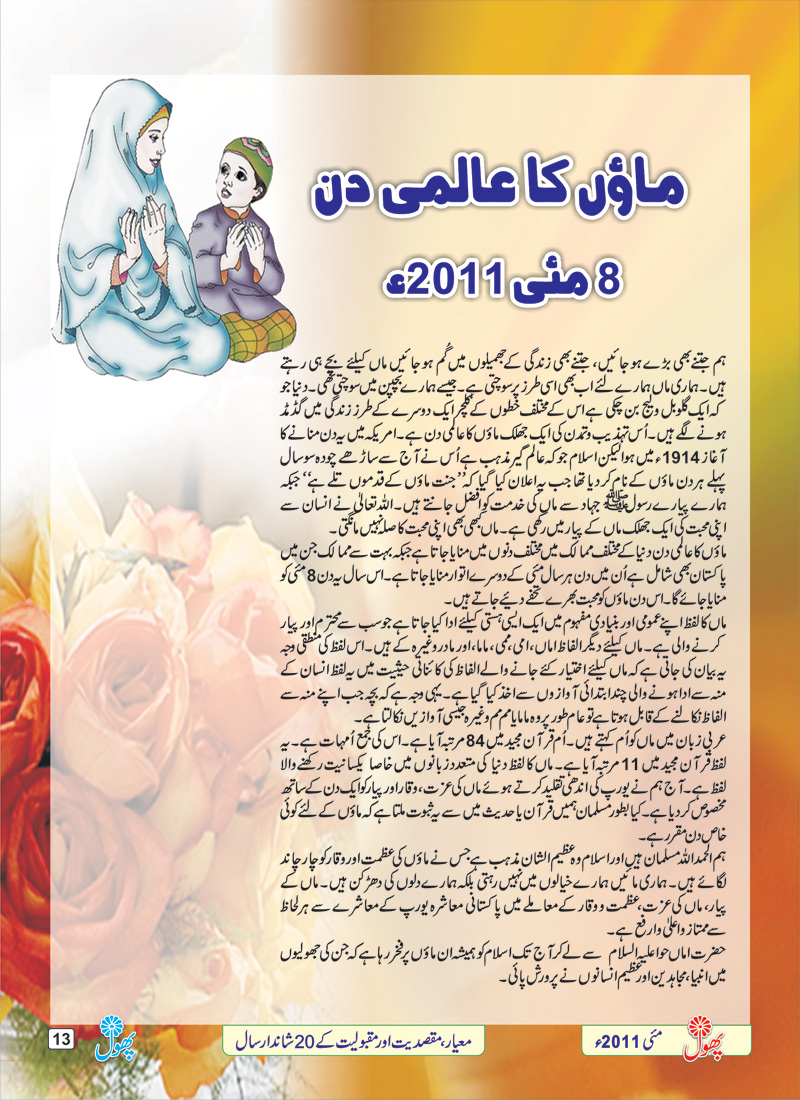 ماؤں کا عالمی دن
8 مئی 2011ء
ہم جتنے بھی بڑے ہو جائیں، جتنے بھی زندگی کے جھمیلوں میں گُم ہو جائیں ماں کیلئے بچے ہی رہتے
ہیں۔ ہماری ماں ہمارے لئے اب بھی اسی طرز پر سوچتی ہے۔ جیسے ہمارے بچپن میں سوچتی تھی۔ دنیا جو
کہ ایک گلوبل ولیج بن چکی ہے اس کے مختلف خطوں کے کلچر ایک دوسرے کے طرز زندگی میں گڈمڈ
ہونے لگے ہیں۔ اُس تہذیب و تمدن کی ایک جھلک ماؤں کا عالمی دن ہے۔ امریکہ میں یہ دن منانے کا
آغاز 1914ء میں ہوا لیکن اسلام جو کہ عالم گیر مذہب ہے اُس نے آج سے ساڑھے چودہ سو سال
پہلے ہر دن ماؤں کے نام کر دیا تھا جب یہ اعلان کیا گیا کہ ’’جنت ماؤں کے قدموں تلے ہے‘‘ جبکہ
ہمارے پیارے رسول ﷺ جہاد سے ماں کی خدمت کو افضل جانتے ہیں۔ اللہ تعالیٰ نے انسان سے
اپنی محبت کی ایک جھلک ماں کے پیار میں رکھی ہے۔ ماں کبھی بھی اپنی محبت کا صلہ نہیں مانگتی۔
ماؤں کا عالمی دن دنیا کے مختلف ممالک میں مختلف دنوں میں منایا جاتا ہے جبکہ بہت سے ممالک جن میں
پاکستان بھی شامل ہے اُن میں دن ہر سال مئی کے دوسرے اتوار منایا جاتا ہے۔ اس سال یہ دن 8 مئی کو
منایا جائے گا۔ اس دن ماؤں کو محبت بھرے تحفے دیئے جاتے ہیں۔
ماں کا لفظ اپنے عمومی اور بنیادی مفہوم میں ایک ایسی ہستی کیلئے ادا کیا جاتا ہے جو سب سے محترم اور پیار
کرنے والی ہے۔ ماں کیلئے دیگر الفاظ اماں، امی، ممی، ماما، اور مادر وغیرہ کے ہیں۔ اس لفظ کی منطقی وجہ
یہ بیان کی جاتی ہے کہ ماں کیلئے اختیار کئے جانے والے الفاظ کی کائناتی حیثیت میں یہ لفظ انسان کے
منہ سے ادا ہونے والی چند ابتدائی آوازوں سے اخذ کیا گیا ہے۔ یہی وجہ ہے کہ بچہ جب اپنے منہ سے
الفاظ نکالنے کے قابل ہوتا ہے تو عام طور پر وہ ماما یا مم مم وغیرہ جیسی آوازیں نکالتا ہے۔
عربی زبان میں ماں کو اُم کہتے ہیں۔ اُم قرآن مجید میں 84 مرتبہ آیا ہے۔ اس کی جمع اُمہات ہے۔ یہ
لفظ قرآن مجید میں 11 مرتبہ آیا ہے۔ ماں کا لفظ دنیا کی متعدد زبانوں میں خاصا یکسانیت رکھنے والا
لفظ ہے۔ آج ہم نے یورپ کی اندھی تقلید کرتے ہوئے ماں کی عزت، وقار اور پیار کو ایک دن کے ساتھ
مخصوص کر دیا ہے۔ کیا بطور مسلمان ہمیں قرآن یا حدیث میں سے یہ ثبوت ملتا ہے کہ ماؤں کے لئے کوئی
خاص دن مقرر ہے۔
ہم الحمد اللہ مسلمان ہیں اور اسلام وہ عظیم الشان مذہب ہے جس نے ماؤں کی عظمت اور وقار کو چار چاند
لگائے ہیں۔ ہماری مائیں ہمارے خیالوں میں نہیں رہتی بلکہ ہمارے دلوں کی دھڑکن ہیں۔ ماں کے
پیار، ماں کی عزت، عظمت و وقار کے معاملے میں پاکستانی معاشرہ یورپ کے معاشرے سے ہر لحاظ
سے ممتاز و اعلیٰ و ارفع ہے۔
حضرت اماں حوا علیہ السلام سے لے کر آج تک اسلام کو ہمیشہ ان ماؤں پر فخر رہا ہے کہ جن کی جھولیوں
میں انبیاء، مجاہدین اور عظیم انسانوں نے پرورش پائی۔
پھول
مئی 2011ء
معیار، مقصدیت اور مقبولیت کے 20 شاندار سال
پھول
13